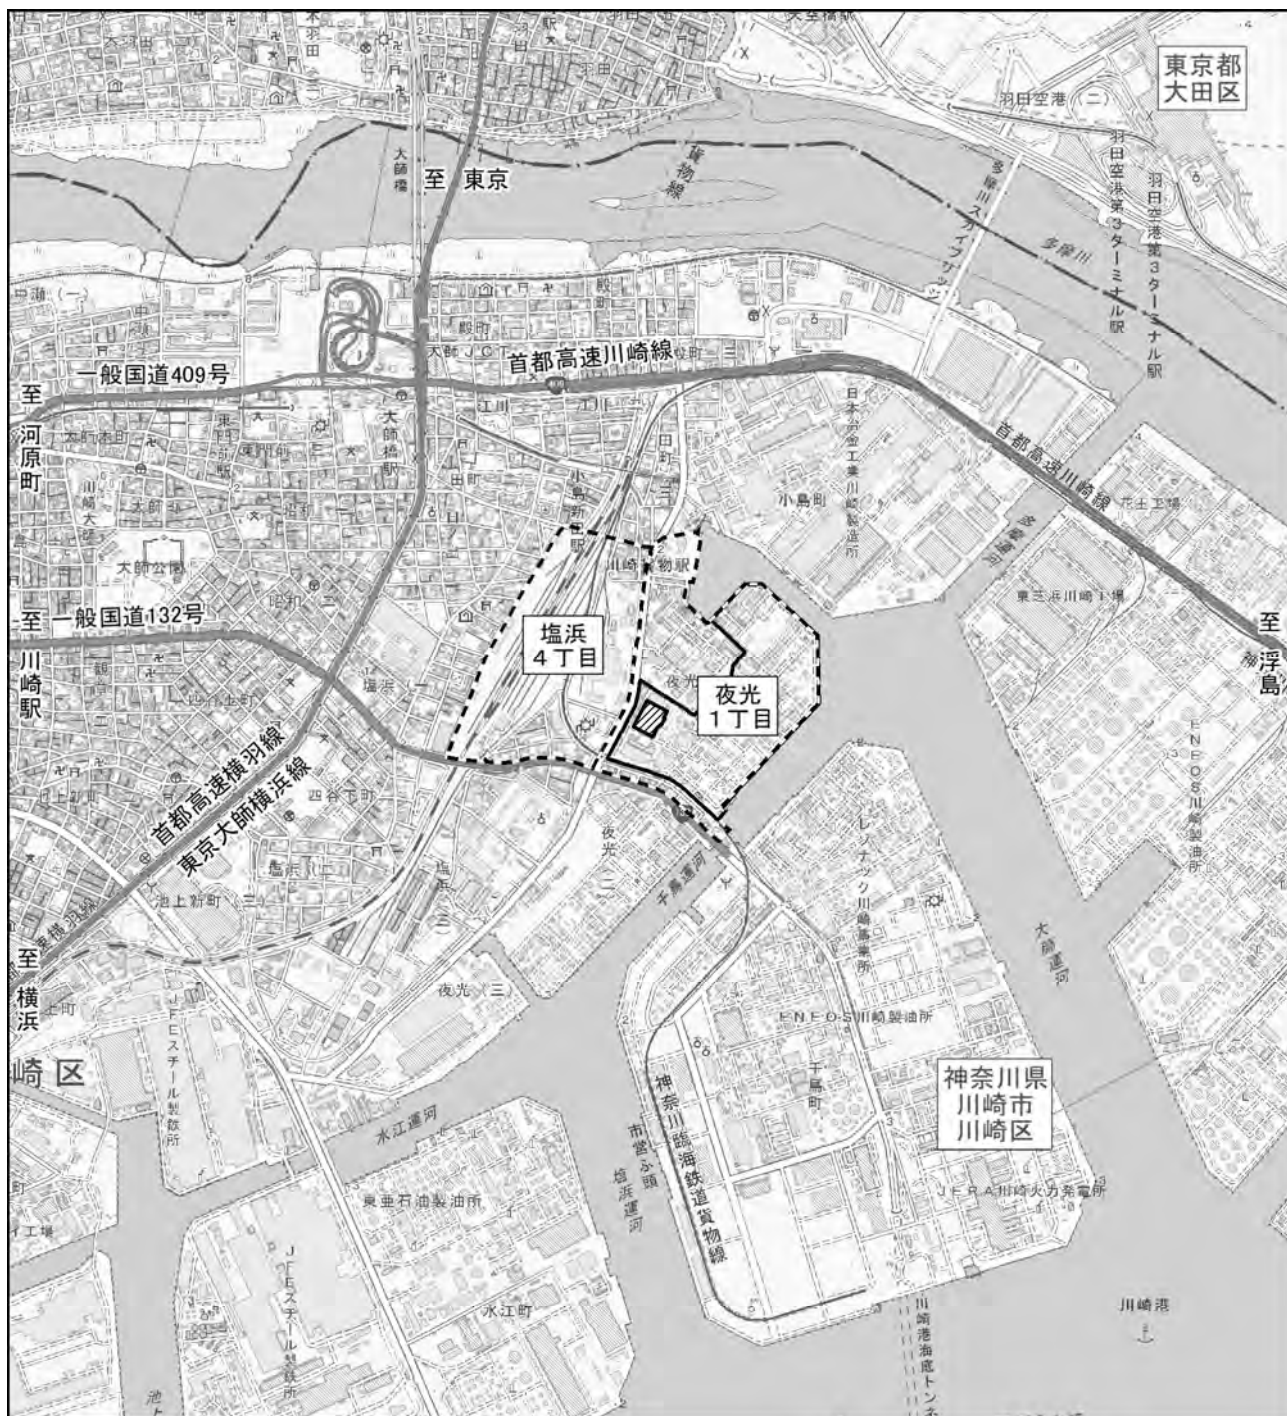 東京都
大田区
羽田空港（二）
大師橋
至 東京
貨物線
多摩川スカイブリッジ
多摩川
羽田空港第3ターミナル駅
羽田空港第3ターミナル駅
中瀬（一）
殿町
大師JCT
首都高速川崎線
一般国道409号
至 河原町
江川
大師橋駅
東門前駅
小島新田駅
田町
日本冶金工業川崎製造所
小島町
首都高速川崎線
花王工場
多摩運河
大師公園
昭和
川崎貨物駅
東芝浜川崎工場
一般国道132号
至 川崎駅
塩浜
4丁目
夜光
1丁目
至 浮島
塩浜（一）
四谷上町
ENEOS川崎製油所
首都高速横羽線
東京大師横浜線
四谷下町
塩浜（二）
池上新町（三）
塩浜（三）
夜光（二）
千鳥運河
レゾナック川崎事業所
大師運河
至 横浜
夜光（三）
JFEスチール製鉄所
崎区
ENEOS川崎製油所
千鳥町
神奈川県
川崎市
川崎区
水江運河
市営ふ頭
塩浜運河
神奈川臨海鉄道貨物線
東亜石油製油所
JERA川崎火力発電所
JFEスチール製鉄所
水江町
川崎港
川崎港海底トンネ